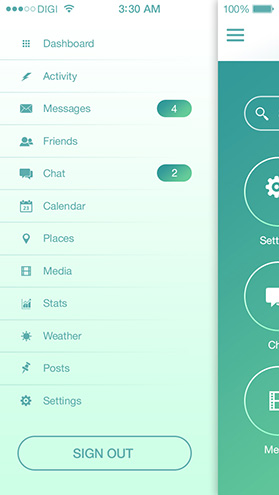 DIGI 3:30 AM 100%
Dashboard
Activity
Messages 4
Friends
Chat 2
Calendar
23
Places
Media
Stats
Weather
Posts
Settings
SIGN OUT
Sett
Ch
Me